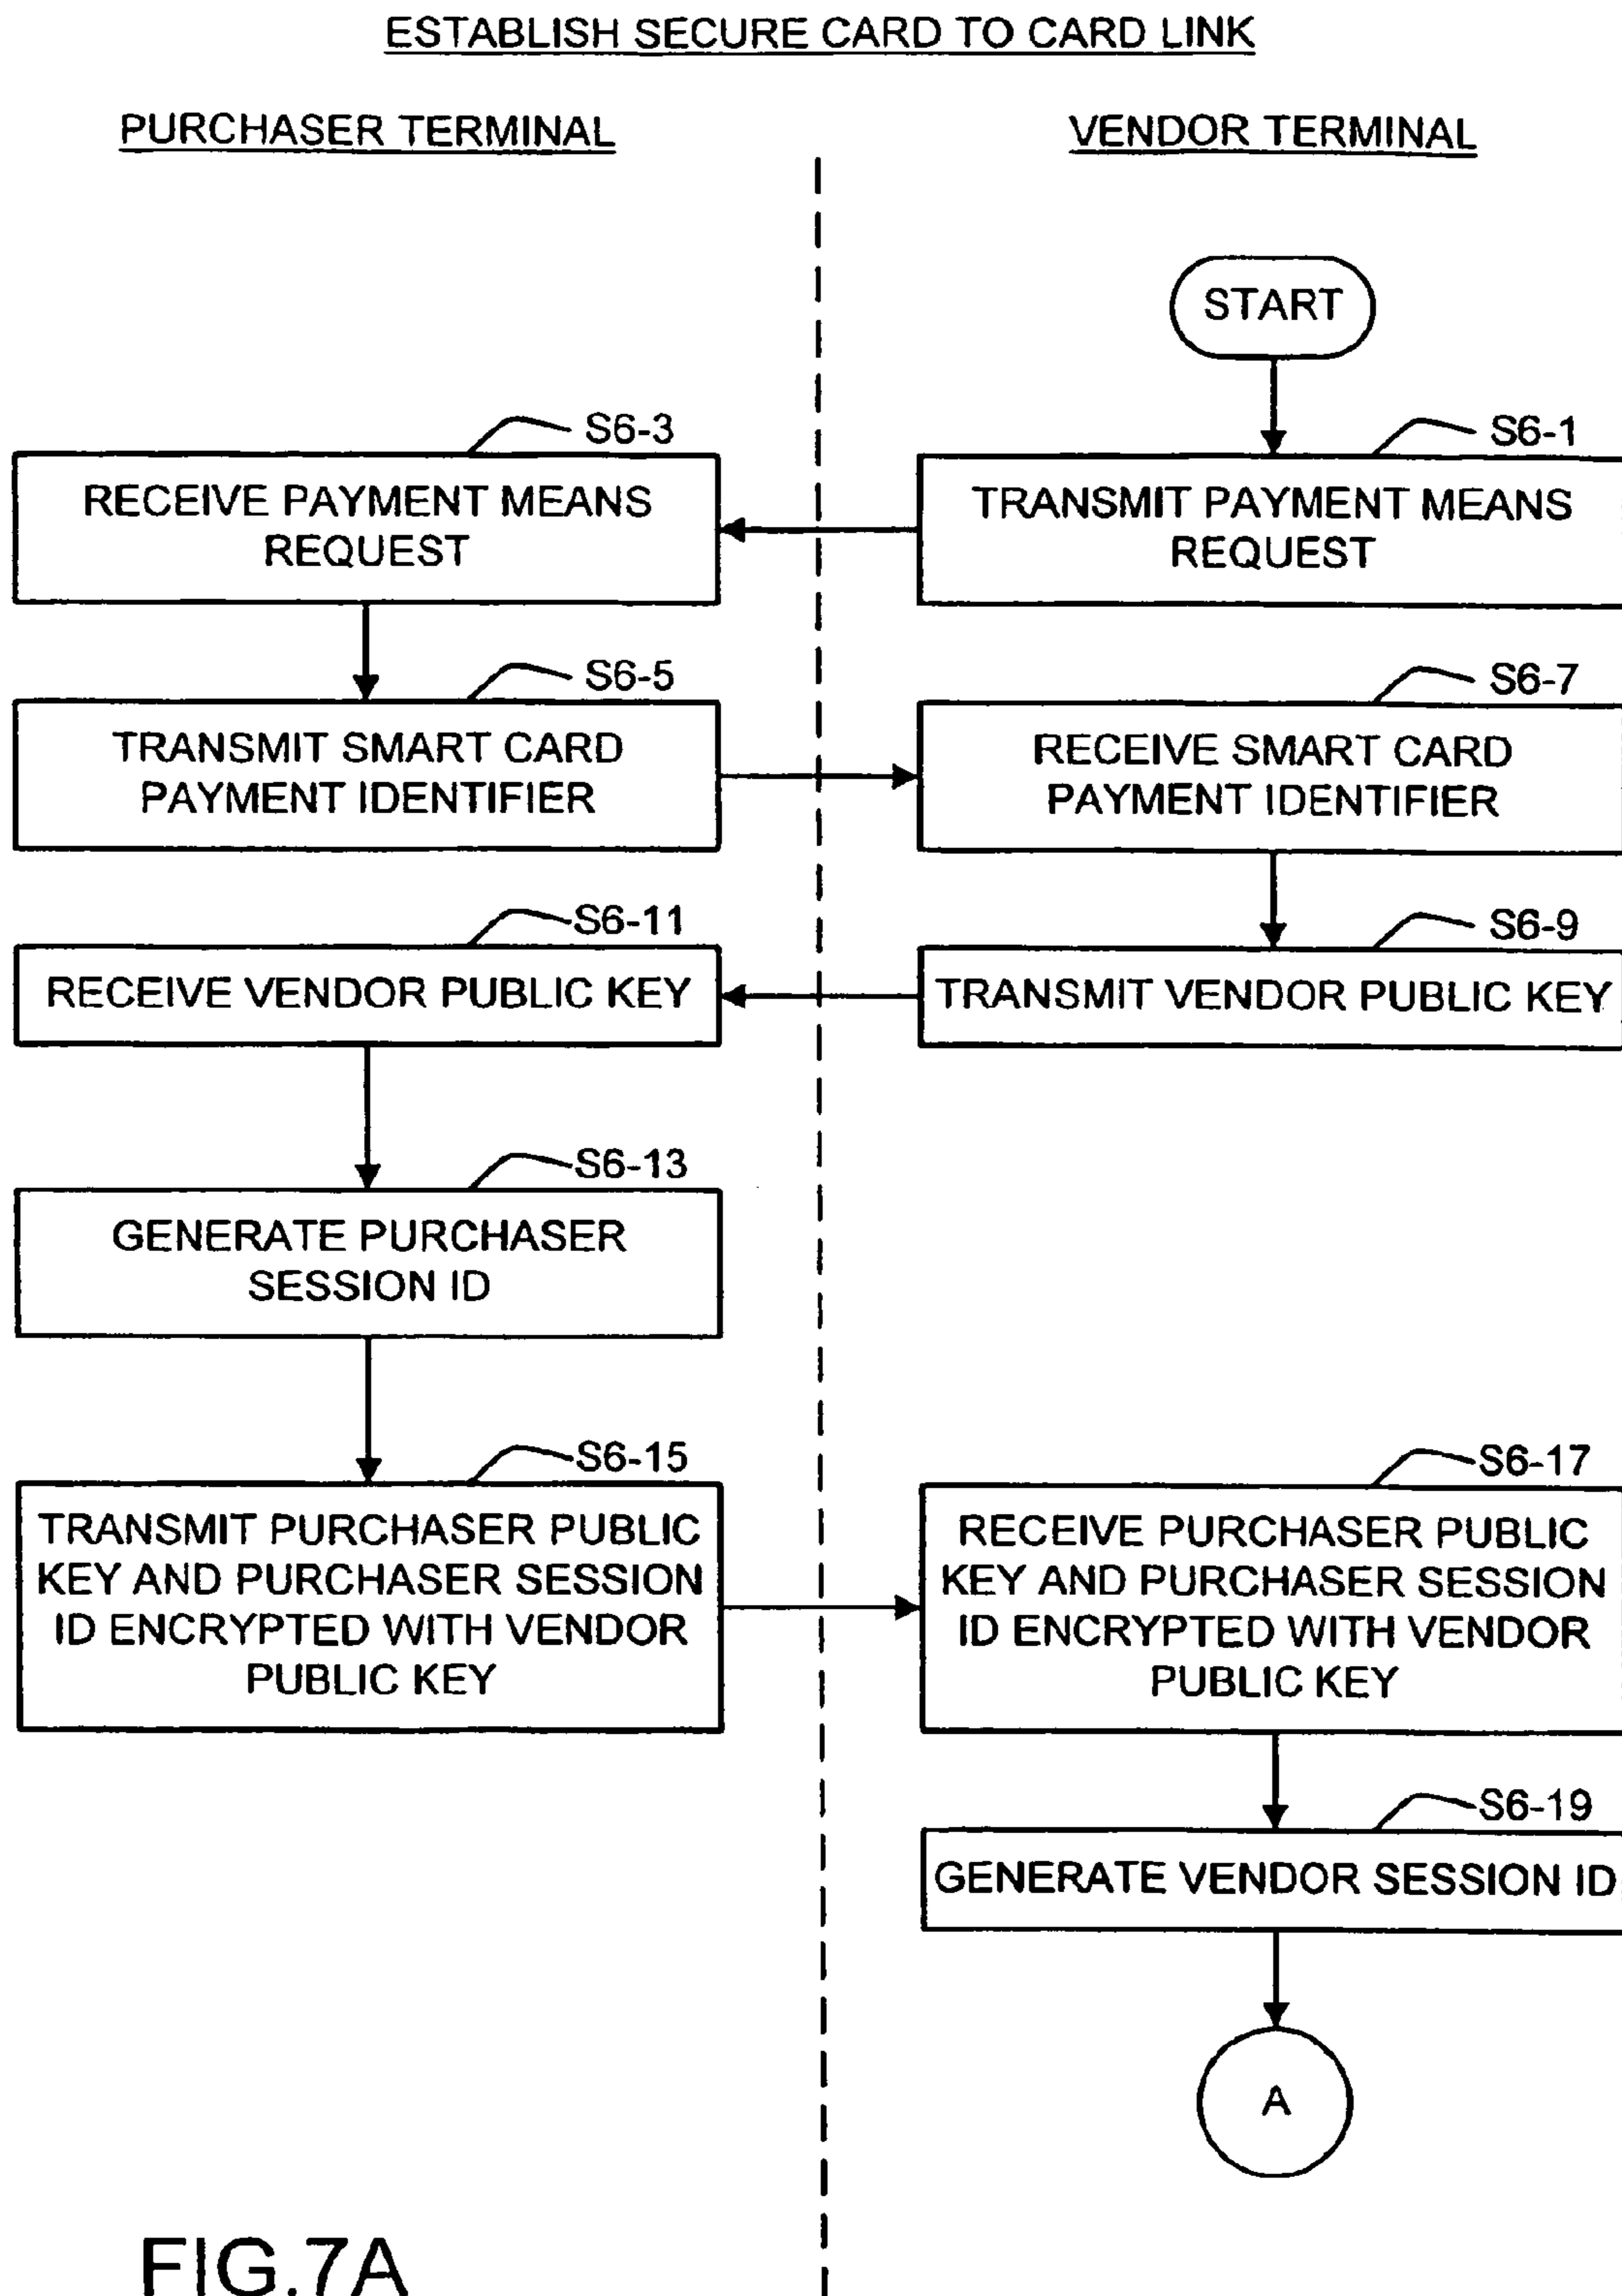 ESTABLISH SECURE CARD TO CARD LINK
PURCHASER TERMINAL
VENDOR TERMINAL
START
S6-3
S6-1
RECEIVE PAYMENT MEANS
REQUEST
TRANSMIT PAYMENT MEANS
REQUEST
S6-5
S6-7
TRANSMIT SMART CARD
PAYMENT IDENTIFIER
RECEIVE SMART CARD
PAYMENT IDENTIFIER
S6-11
S6-9
RECEIVE VENDOR PUBLIC KEY
TRANSMIT VENDOR PUBLIC KEY
S6-13
GENERATE PURCHASER
SESSION ID
S6-15
S6-17
TRANSMIT PURCHASER PUBLIC
KEY AND PURCHASER SESSION
ID ENCRYPTED WITH VENDOR
PUBLIC KEY
RECEIVE PURCHASER PUBLIC
KEY AND PURCHASER SESSION
ID ENCRYPTED WITH VENDOR
PUBLIC KEY
S6-19
GENERATE VENDOR SESSION ID
A
FIG.7A